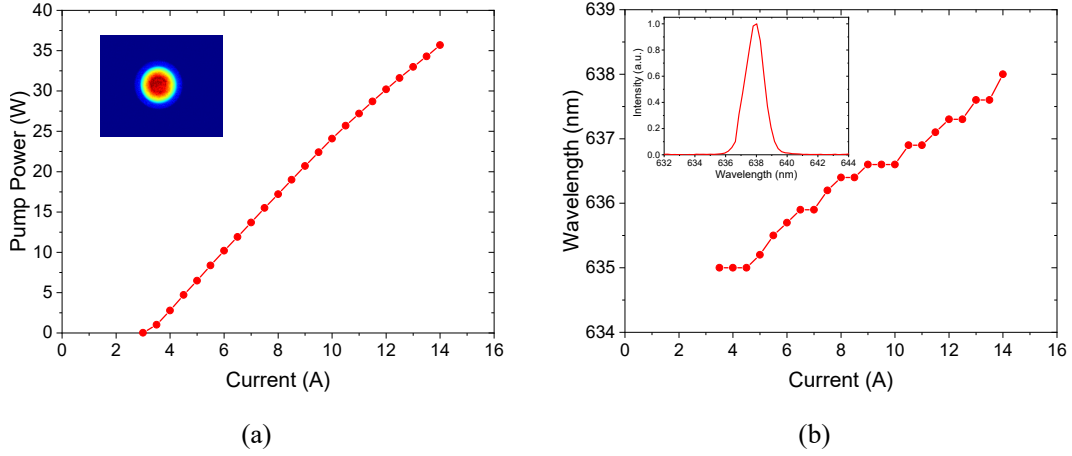 40
35
30
25
20
15
10
5
0
Pump Power (W)
0 2 4 6 8 10 12 14 16
Current (A)
(a)
639
638
637
636
635
634
Wavelength (nm)
1.0
0.8
0.6
0.4
0.2
0.0
Intensity (a.u.)
632 634 636 638 640 642 644
Wavelength (nm)
0 2 4 6 8 10 12 14 16
Current (A)
(b)